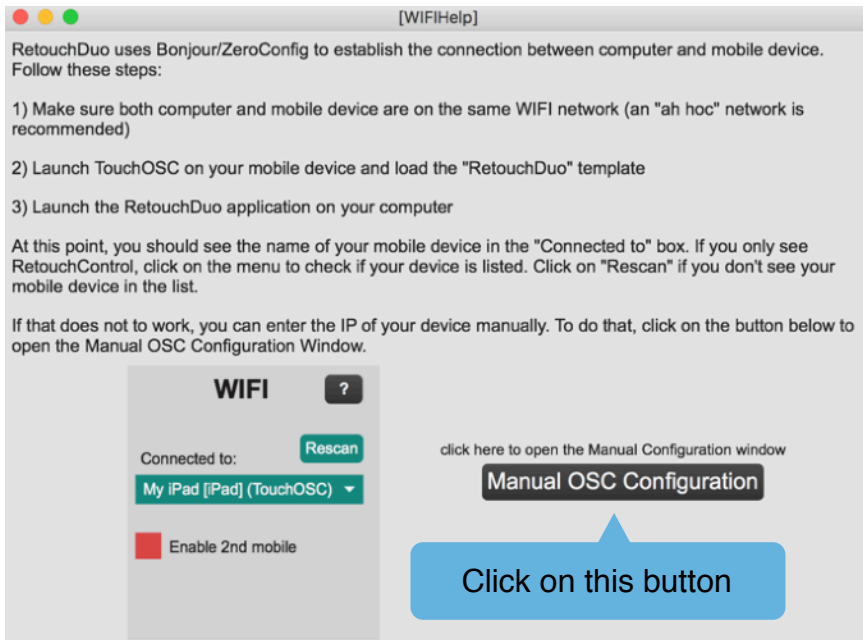 [WIFIHelp]
RetouchDuo uses Bonjour/ZeroConfig to establish the connection between computer and mobile device.
Follow these steps:
1) Make sure both computer and mobile device are on the same WIFI network (an "ah hoc" network is
recommended)
2) Launch TouchOSC on your mobile device and load the "RetouchDuo" template
3) Launch the RetouchDuo application on your computer
At this point, you should see the name of your mobile device in the "Connected to" box. If you only see
RetouchControl, click on the menu to check if your device is listed. Click on "Rescan" if you don't see your
mobile device in the list.
If that does not to work, you can enter the IP of your device manually. To do that, click on the button below to
open the Manual OSC Configuration Window.
WIFI
?
Rescan
Connected to:
My iPad [iPad] (TouchOSC)
Enable 2nd mobile
click here to open the Manual Configuration window
Manual OSC Configuration
Click on this button